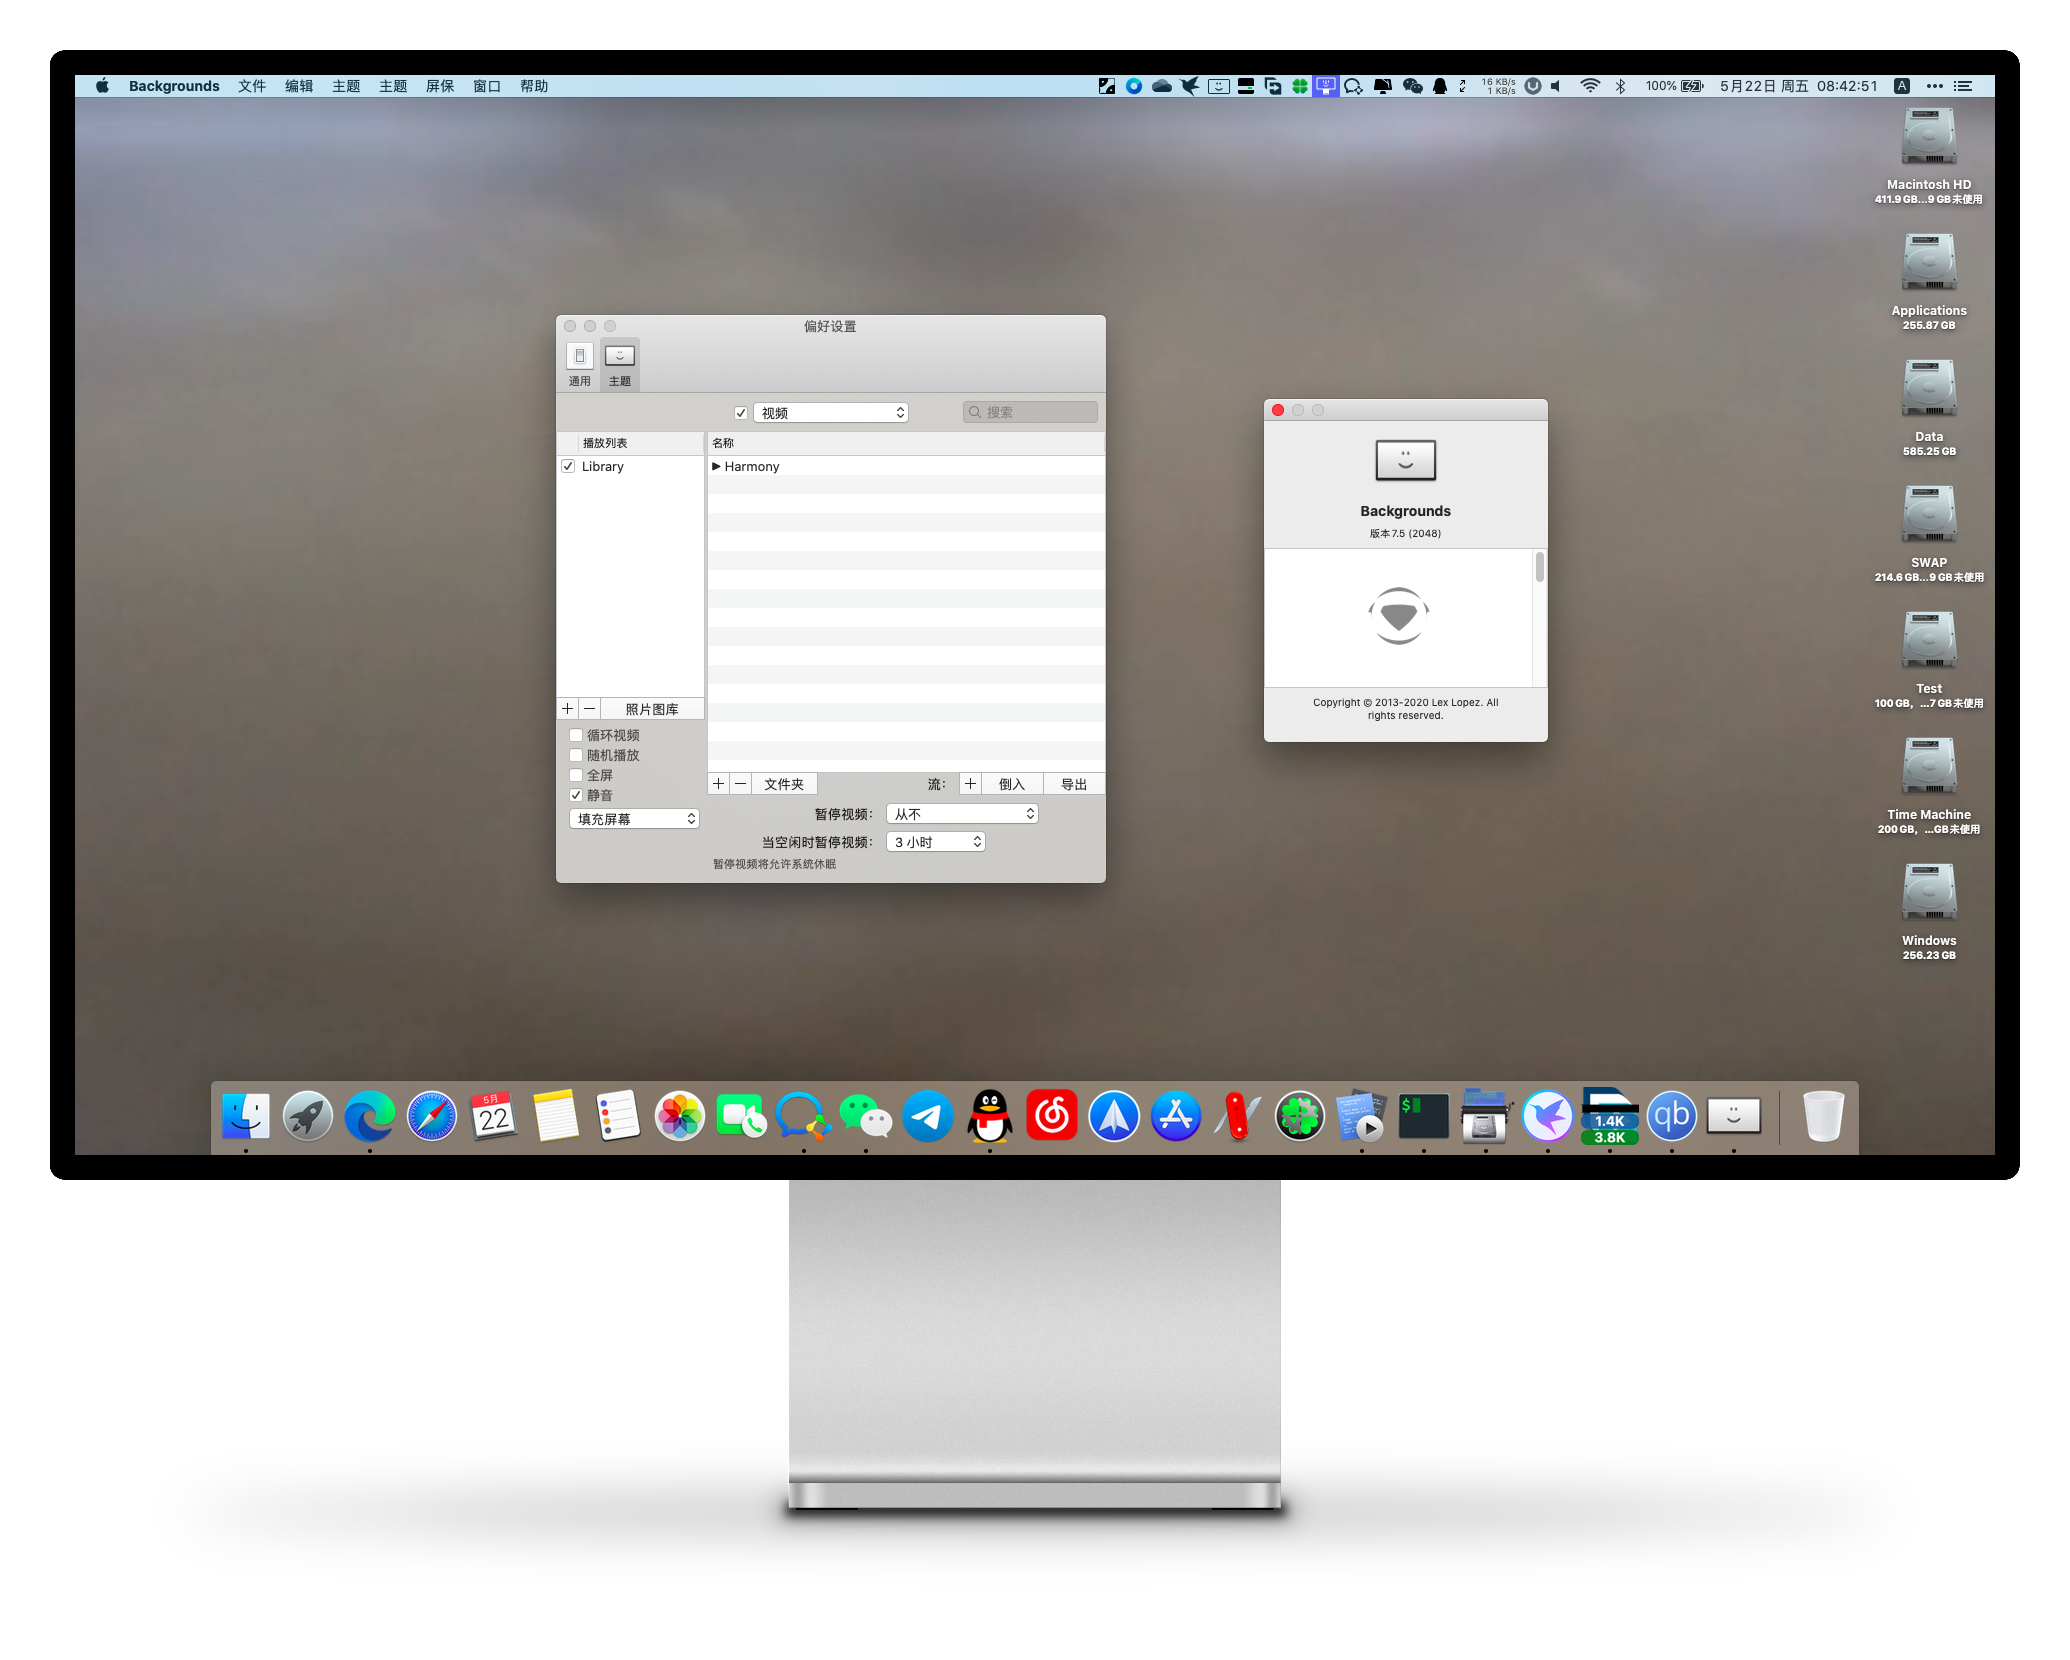 Backgrounds 文件 编辑 主题 主题 屏保 窗口 帮助
16 KB/s
1 KB/s
100%
5月22日 周五 08:42:51
A
Macintosh HD
411.9 GB...9 GB未使用
Applications
255.87 GB
Data
585.25 GB
SWAP
214.6 GB...9 GB未使用
Test
100 GB，...7 GB未使用
Time Machine
200 GB，...GB未使用
Windows
256.23 GB
偏好设置
通用 主题
视频
搜索
播放列表
名称
Library
Harmony
照片图库
循环视频
随机播放
全屏
静音
填充屏幕
文件夹
流：
倒入
导出
暂停视频： 从不
当空闲时暂停视频： 3 小时
暂停视频将允许系统休眠
Backgrounds
版本 7.5 (2048)
Copyright © 2013-2020 Lex Lopez. All
rights reserved.
5月
22
$
1.4K
3.8K
qb